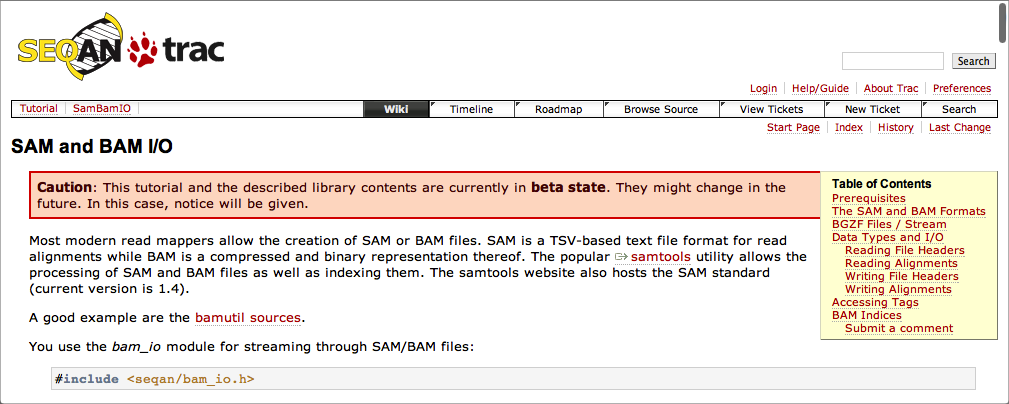 SEQAN trac
Search
Login Help/Guide About Trac Preferences
Tutorial SamBamIO Wiki Timeline Roadmap Browse Source View Tickets New Ticket Search
Start Page Index History Last Change
SAM and BAM I/O
Caution: This tutorial and the described library contents are currently in beta state. They might change in the
future. In this case, notice will be given.
Table of Contents
Prerequisites
The SAM and BAM Formats
BGZF Files / Stream
Data Types and I/O
Reading File Headers
Reading Alignments
Writing File Headers
Writing Alignments
Accessing Tags
BAM Indices
Submit a comment
Most modern read mappers allow the creation of SAM or BAM files. SAM is a TSV-based text file format for read
alignments while BAM is a compressed and binary representation thereof. The popular samtools utility allows the
processing of SAM and BAM files as well as indexing them. The samtools website also hosts the SAM standard
(current version is 1.4).
A good example are the bamutil sources.
You use the bam_io module for streaming through SAM/BAM files:
#include <seqan/bam_io.h>